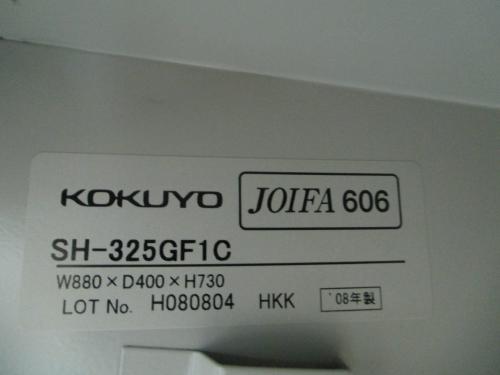 KOKUYO JOIFA 606
SH-325GF1C
W880×D400×H730
LOT No. H080804 HKK '08年製